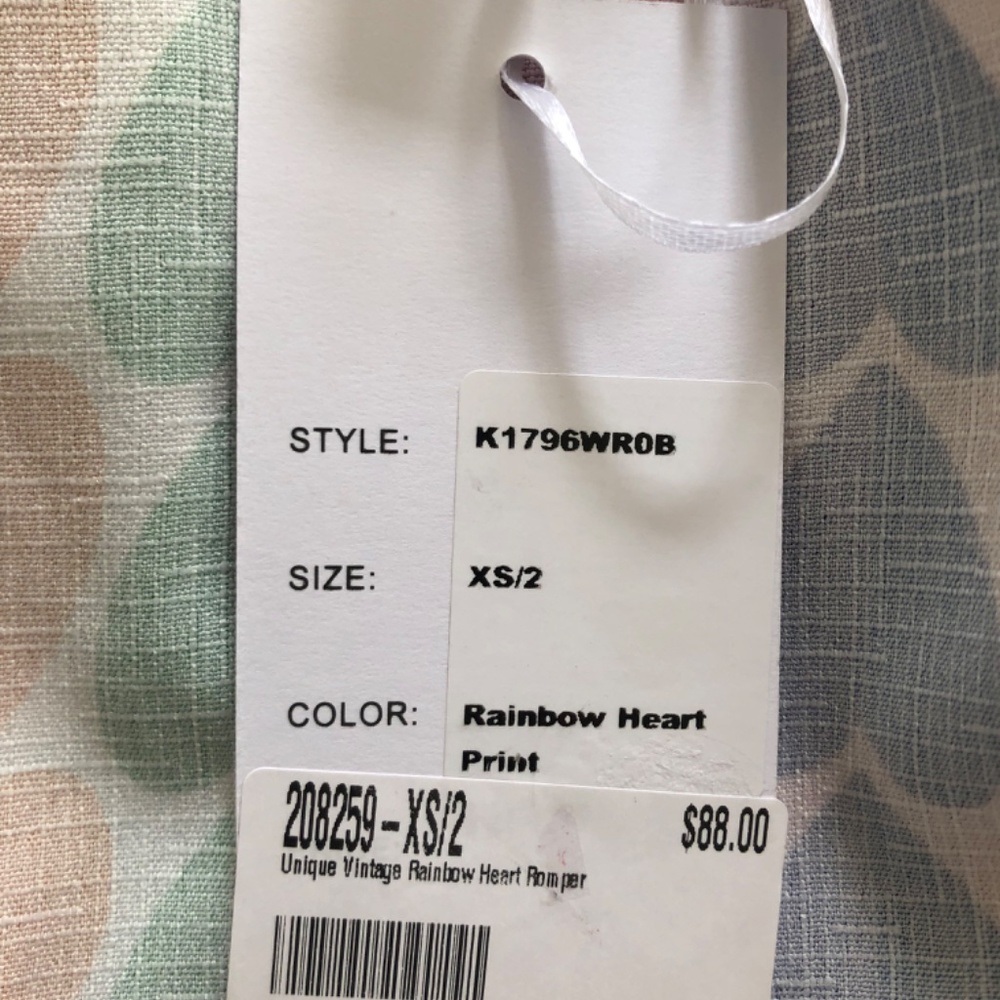 STYLE: K1796WR0B
SIZE: XS/2
COLOR: Rainbow Heart
Print
208259-XS/2 $88.00
Unique Vintage Rainbow Heart Romper